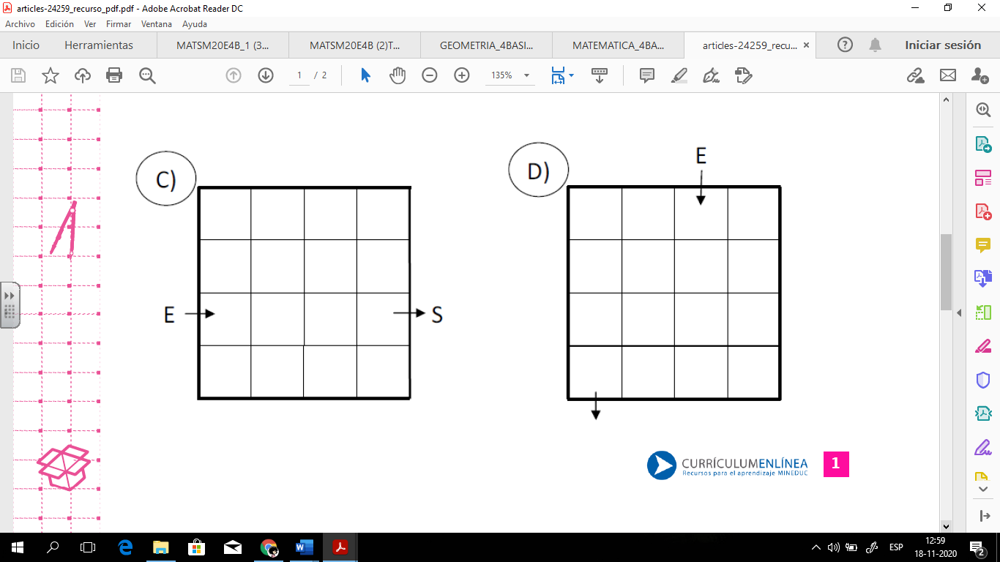 articles-24259_recurso_pdf.pdf - Adobe Acrobat Reader DC
Archivo Edición Ver Firmar Ventana Ayuda
Inicio Herramientas MATSM20E4B_1 (3... MATSM20E4B (2)T... GEOMETRIA_4BASI... MATEMATICA_4BA... articles-24259_recu... Iniciar sesión
1 / 2 135%
C)
E
S
D)
E
CURRÍCULUMENLÍNEA
Recursos para el aprendizaje MINEDUC
1
ESP
12:59
18-11-2020
2